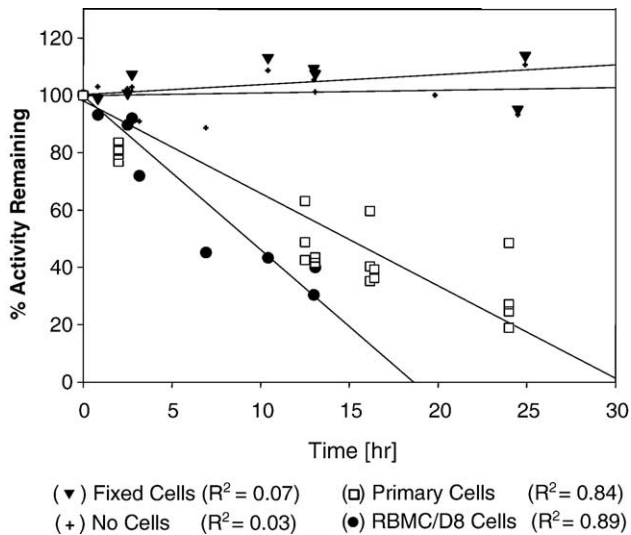 120
100
80
60
40
20
0
% Activity Remaining
0 5 10 15 20 25 30
Time [hr]
(▼) Fixed Cells (R² = 0.07) (□) Primary Cells (R² = 0.84)
(+) No Cells (R² = 0.03) (●) RBMC/D8 Cells (R² = 0.89)